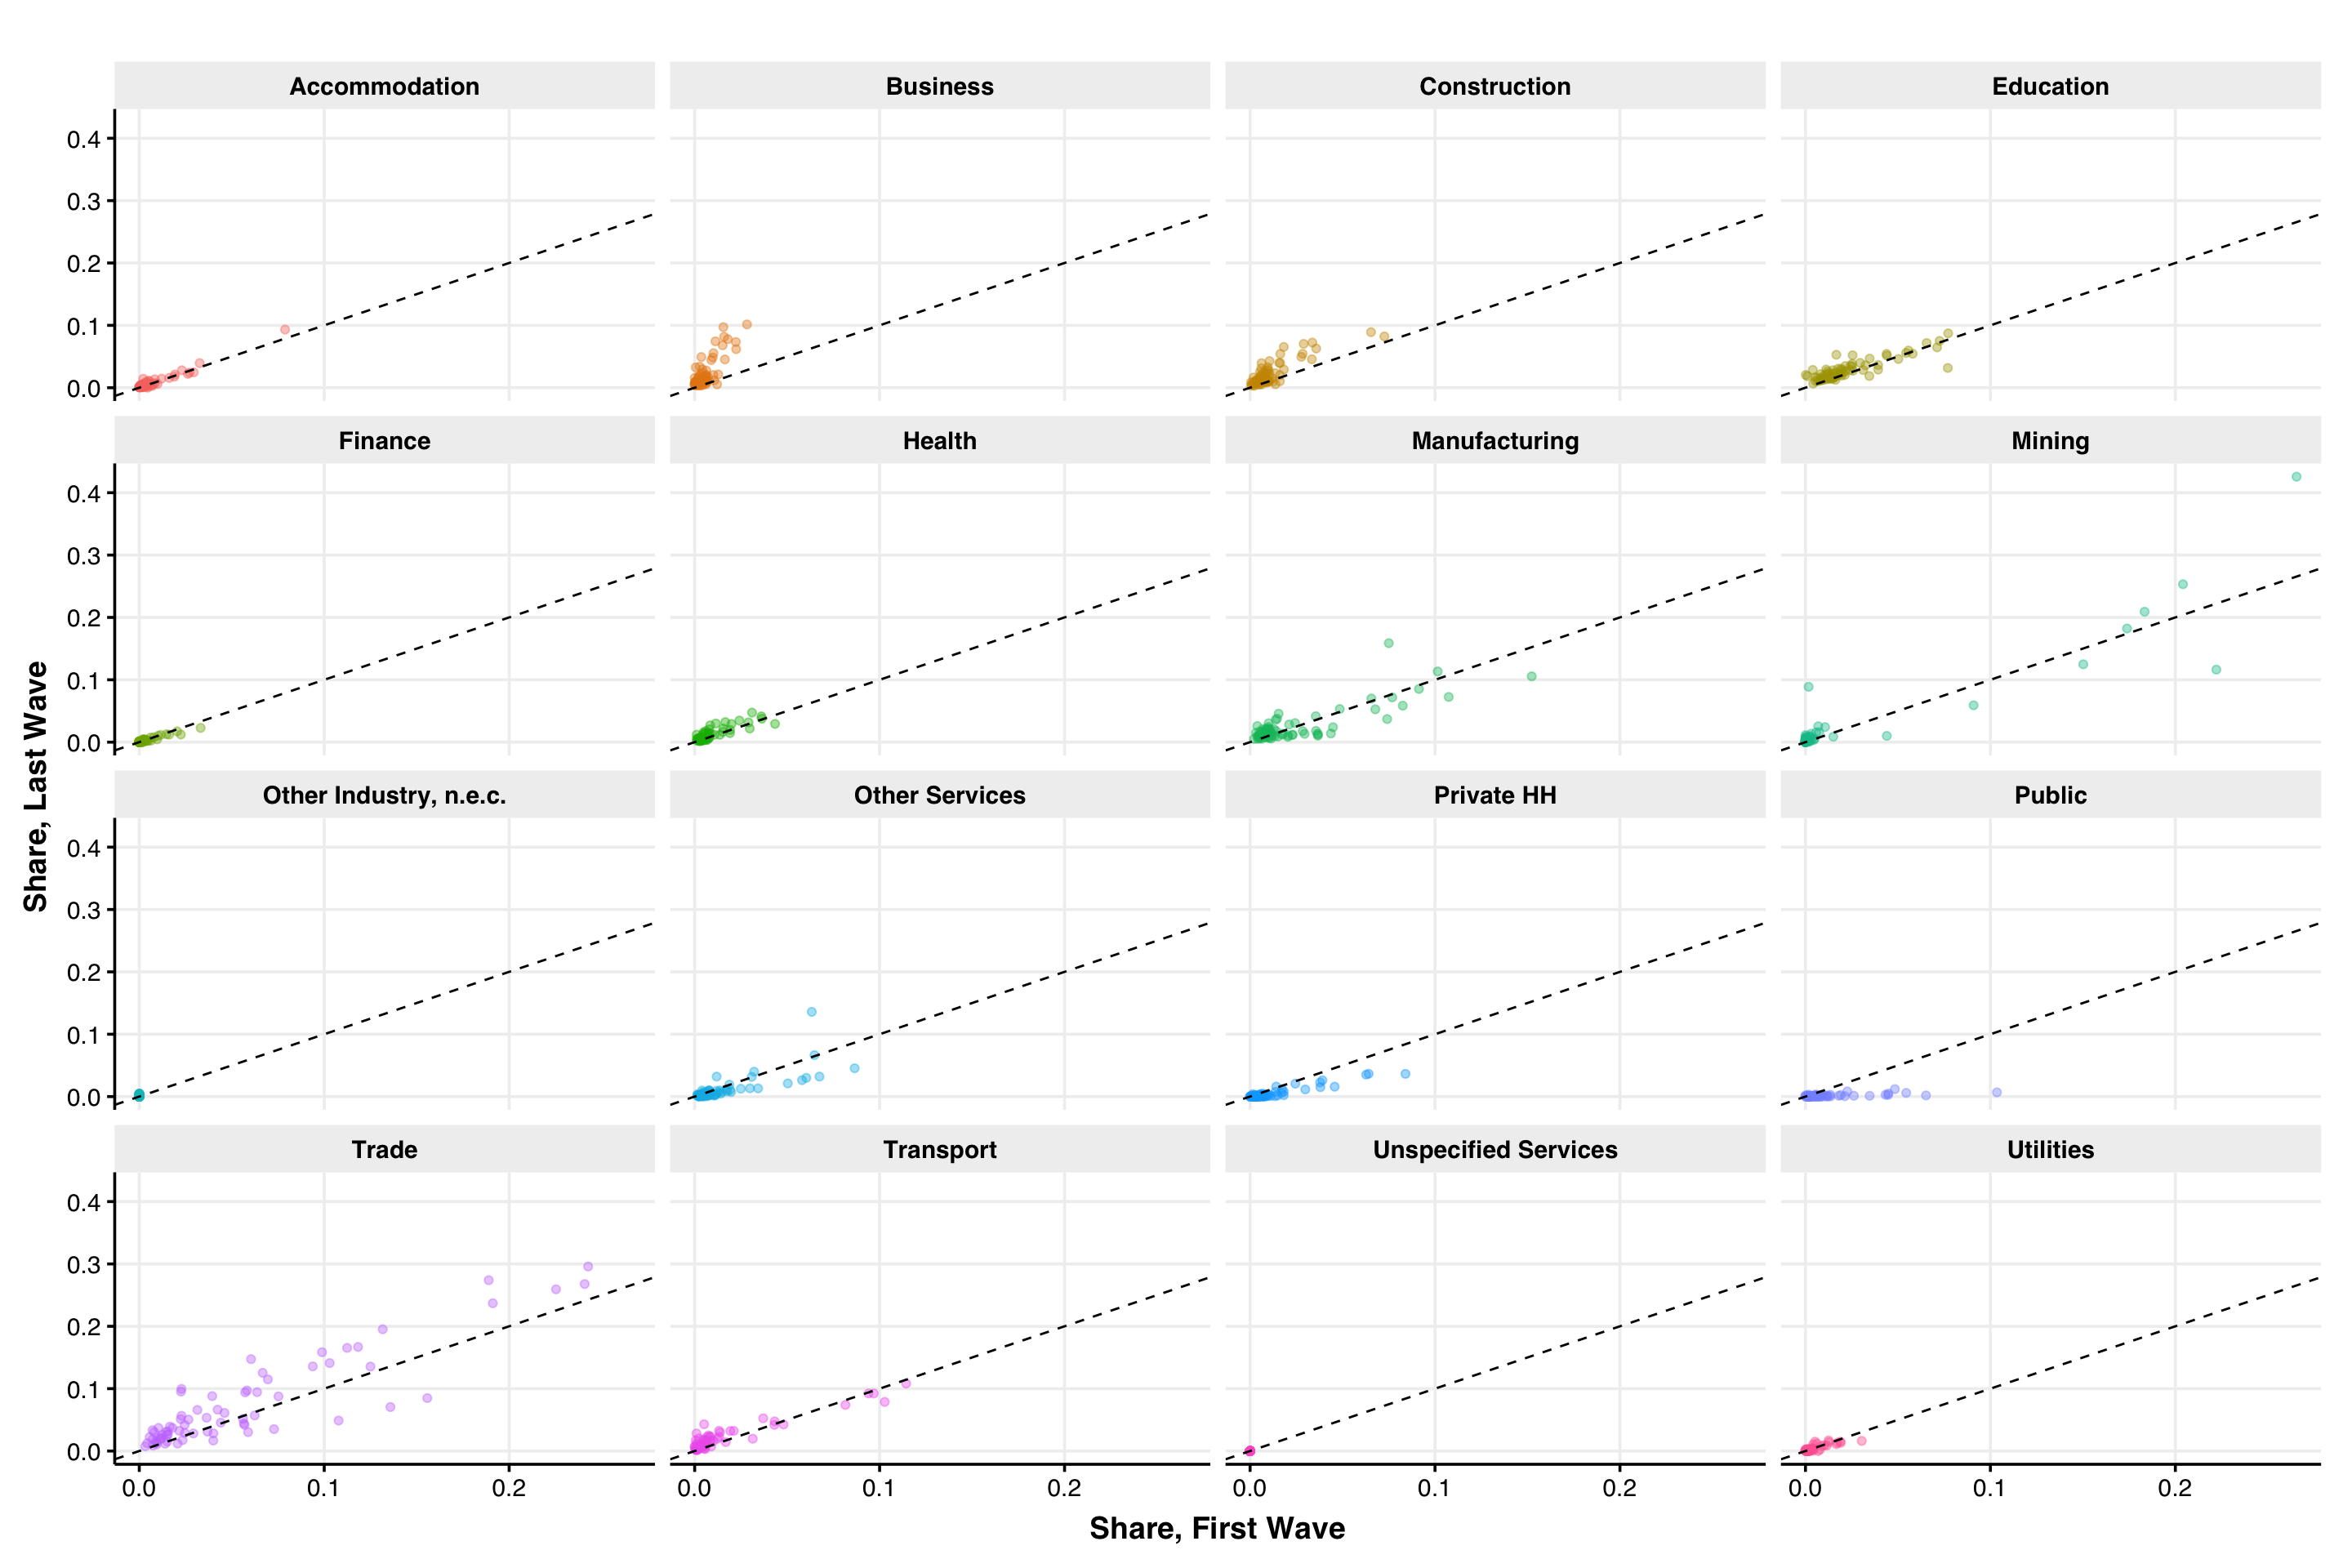 Accommodation
Business
Construction
Education
0.4
0.3
0.2
0.1
0.0
Finance
Health
Manufacturing
Mining
0.4
0.3
0.2
0.1
0.0
Other Industry, n.e.c.
Other Services
Private HH
Public
0.4
0.3
0.2
0.1
0.0
Trade
Transport
Unspecified Services
Utilities
0.4
0.3
0.2
0.1
0.0
0.0 0.1 0.2
0.0 0.1 0.2
0.0 0.1 0.2
0.0 0.1 0.2
Share, First Wave
Share, Last Wave